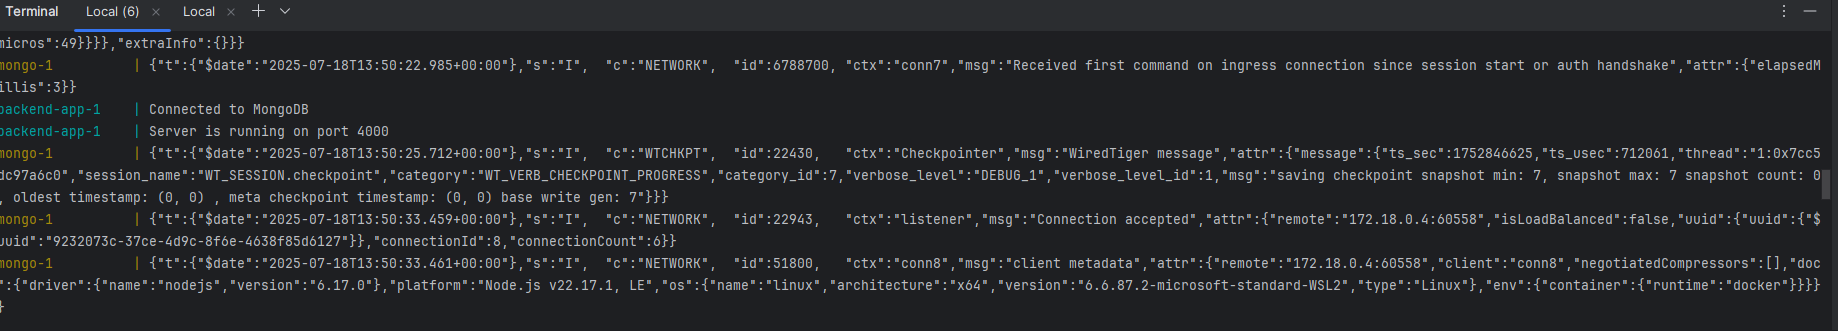 Terminal Local (6) × Local ×
micros":49}}}},"extraInfo":{}}}
mongo-1 | {"t":{"$date":"2025-07-18T13:50:22.985+00:00"},"s":"I", "c":"NETWORK", "id":6788700, "ctx":"conn7","msg":"Received first command on ingress connection since session start or auth handshake","attr":{"elapsedM
illis":3}}
backend-app-1 | Connected to MongoDB
backend-app-1 | Server is running on port 4000
mongo-1 | {"t":{"$date":"2025-07-18T13:50:25.712+00:00"},"s":"I", "c":"WTCHKPT", "id":22430, "ctx":"Checkpointer","msg":"WiredTiger message","attr":{"message":{"ts_sec":1752846625,"ts_usec":712061,"thread":"1:0x7cc5
dc97a6c0","session_name":"WT_SESSION.checkpoint","category":"WT_VERB_CHECKPOINT_PROGRESS","category_id":7,"verbose_level":"DEBUG_1","verbose_level_id":1,"msg":"saving checkpoint snapshot min: 7, snapshot max: 7 snapshot count: 0
, oldest timestamp: (0, 0) , meta checkpoint timestamp: (0, 0) base write gen: 7"}}}
mongo-1 | {"t":{"$date":"2025-07-18T13:50:33.459+00:00"},"s":"I", "c":"NETWORK", "id":22943, "ctx":"listener","msg":"Connection accepted","attr":{"remote":"172.18.0.4:60558","isLoadBalanced":false,"uuid":{"uuid":{"$
uuid":"9232073c-37ce-4d9c-8f6e-4638f85d6127"}},"connectionId":8,"connectionCount":6}}
mongo-1 | {"t":{"$date":"2025-07-18T13:50:33.461+00:00"},"s":"I", "c":"NETWORK", "id":51800, "ctx":"conn8","msg":"client metadata","attr":{"remote":"172.18.0.4:60558","client":"conn8","negotiatedCompressors":[],"doc
":{"driver":{"name":"nodejs","version":"6.17.0"},"platform":"Node.js v22.17.1, LE","os":{"name":"linux","architecture":"x64","version":"6.6.87.2-microsoft-standard-WSL2","type":"Linux"},"env":{"container":{"runtime":"docker"}}}}
}